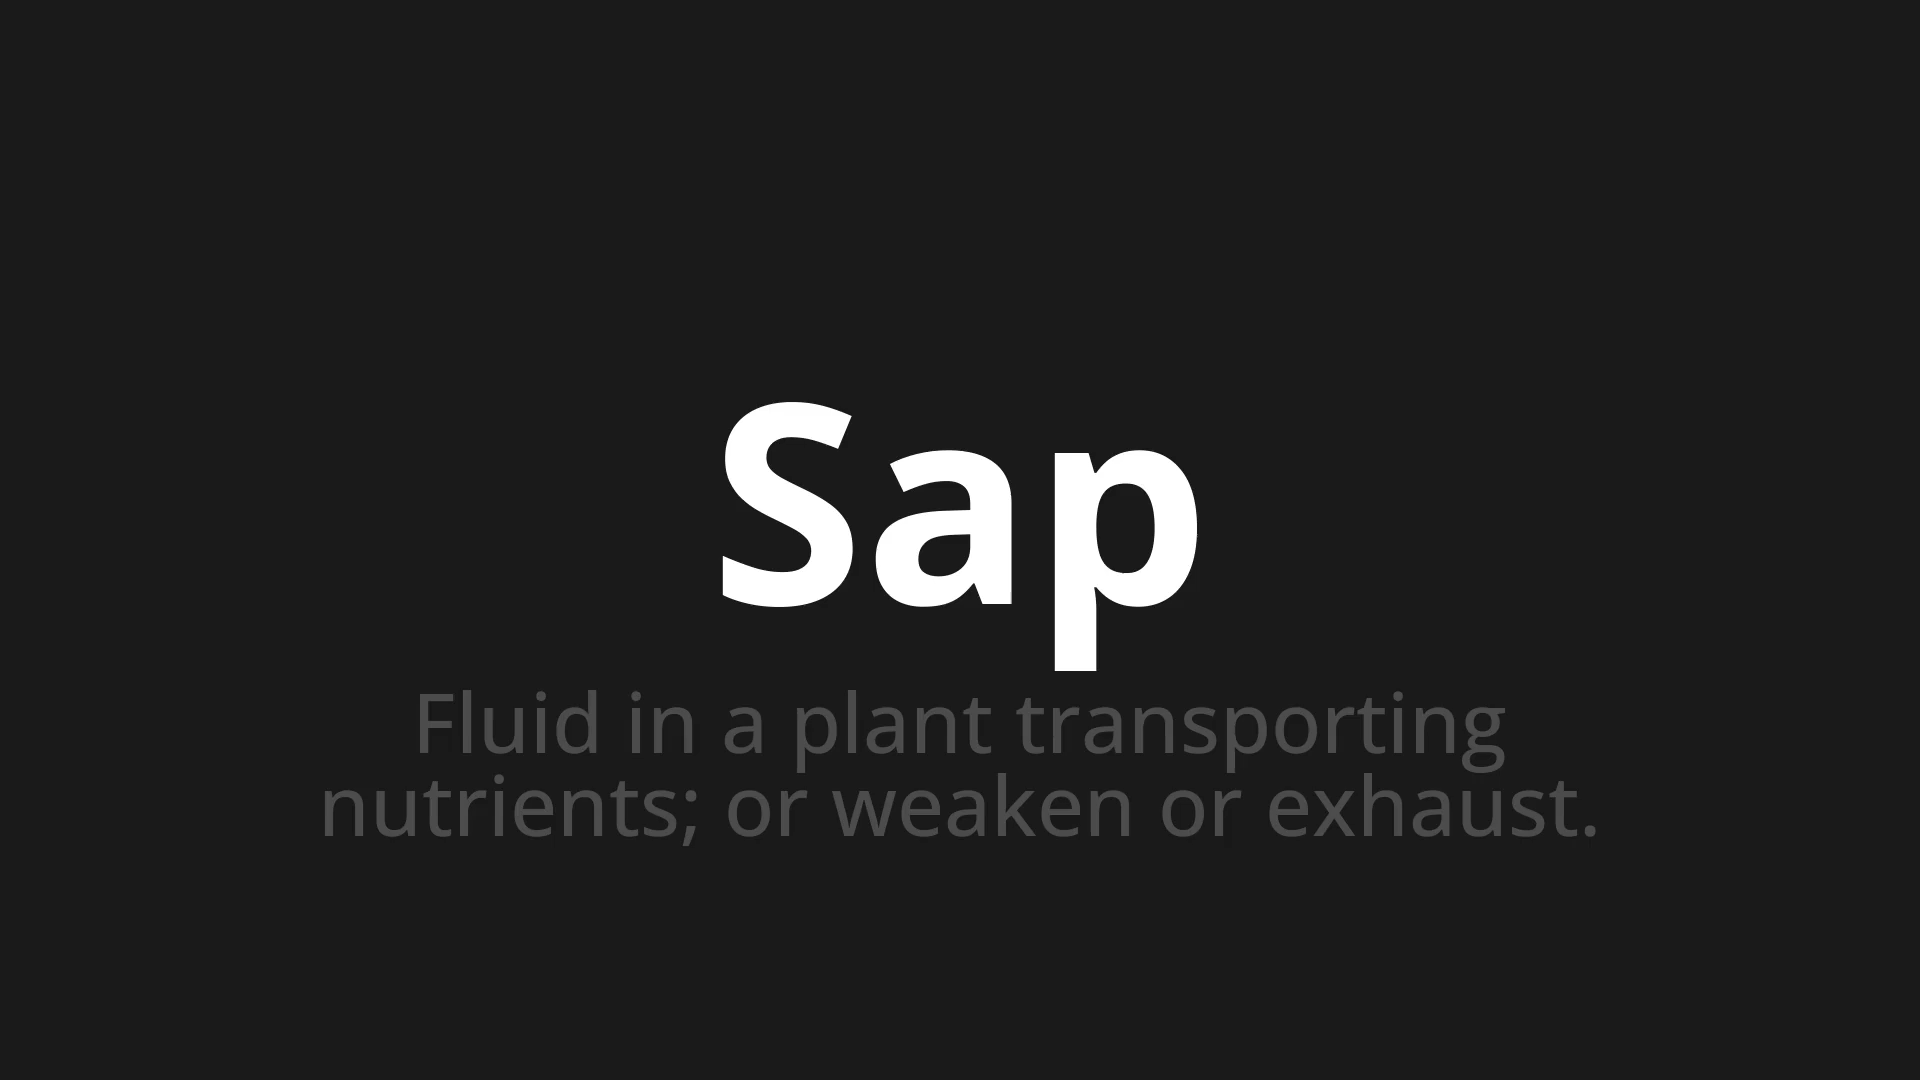 Sap
Fluid in a plant transporting
nutrients; or weaken or exhaust.